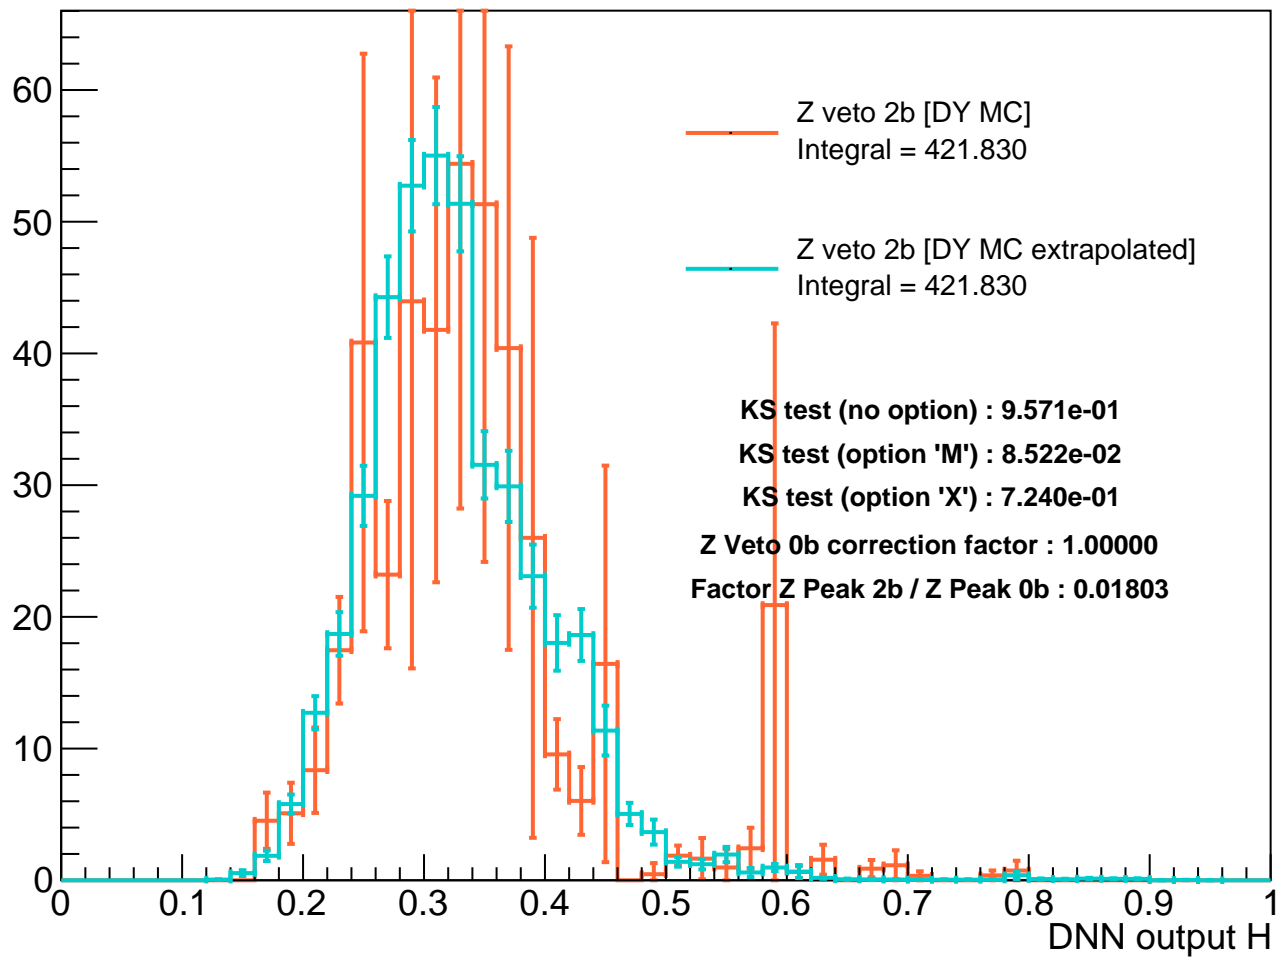 60
50
40
30
20
10
0
Z veto 2b [DY MC]
Integral = 421.830
Z veto 2b [DY MC extrapolated]
Integral = 421.830
KS test (no option) : 9.571e-01
KS test (option 'M') : 8.522e-02
KS test (option 'X') : 7.240e-01
Z Veto 0b correction factor : 1.00000
Factor Z Peak 2b / Z Peak 0b : 0.01803
0 0.1 0.2 0.3 0.4 0.5 0.6 0.7 0.8 0.9 1
DNN output H